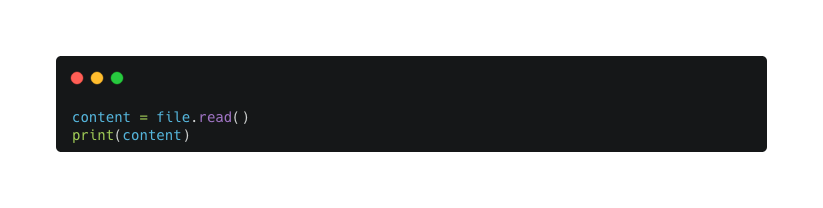 content = file.read()
print(content)